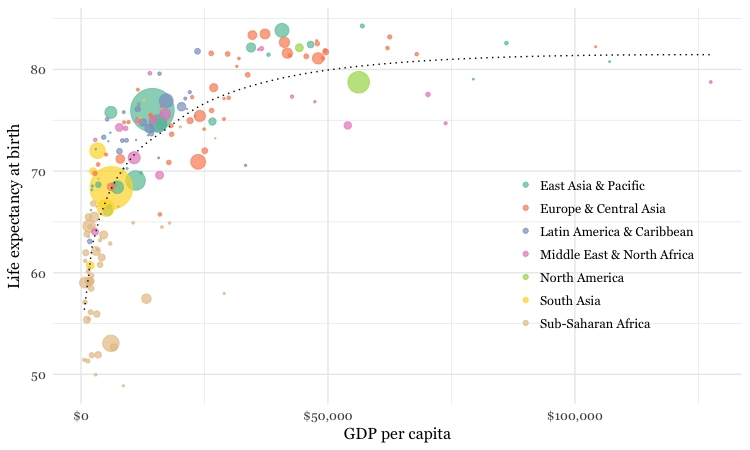 Life expectancy at birth
80
70
60
50
$0
$50,000
$100,000
GDP per capita
East Asia & Pacific
Europe & Central Asia
Latin America & Caribbean
Middle East & North Africa
North America
South Asia
Sub-Saharan Africa